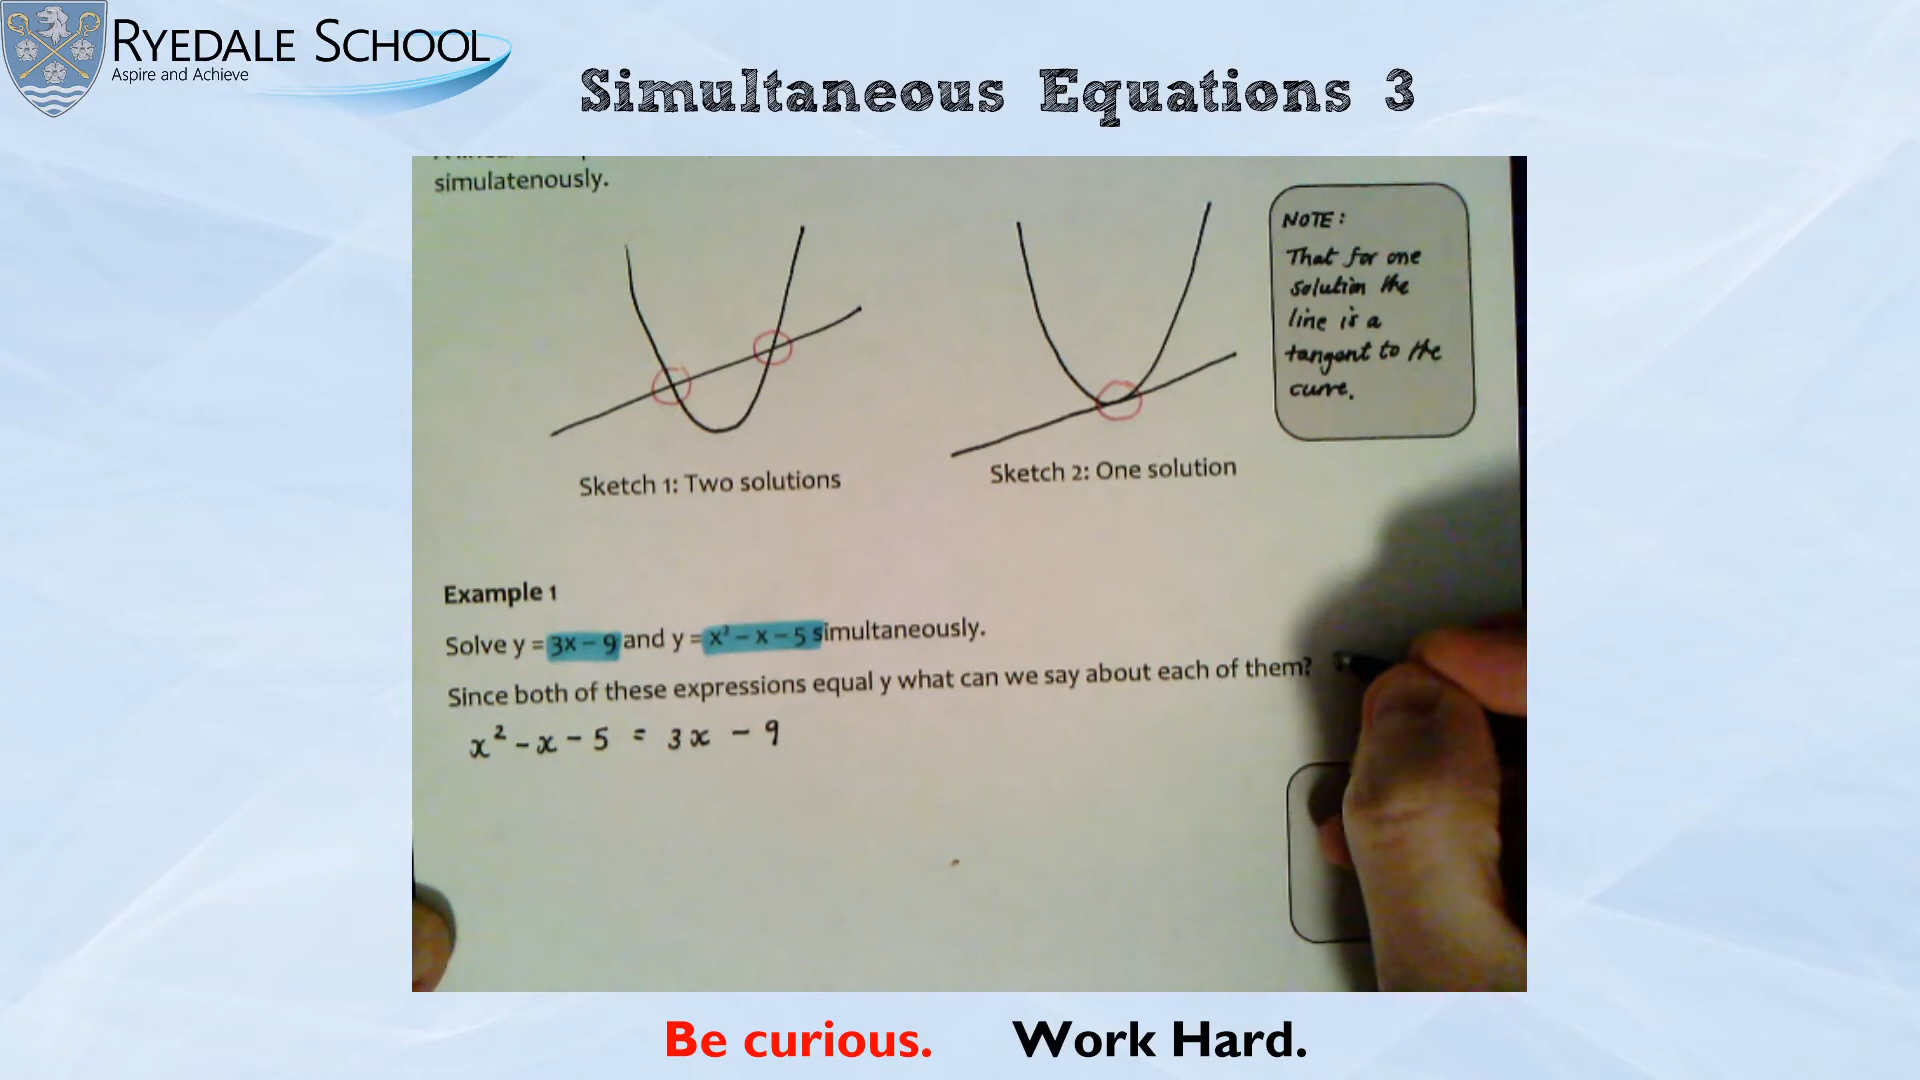 RYEDALE SCHOOL
Aspire and Achieve
Simultaneous Equations 3
simulatenously.
NOTE:
That for one
solution the
line is a
tangent to the
curve.
Sketch 1: Two solutions
Sketch 2: One solution
Example 1
Solve y = 3x – 9 and y = x² – x – 5 simultaneously.
Since both of these expressions equal y what can we say about each of them?
x² - x - 5 = 3x - 9
Be curious. Work Hard.